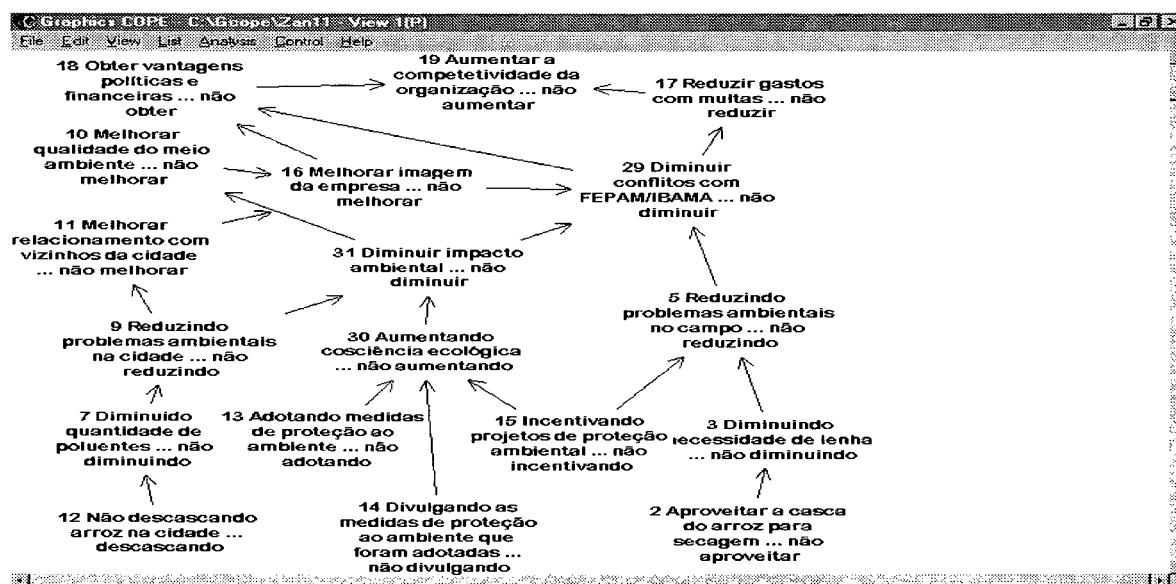 Graphics COPE - C:\Gcope\Zan11 - View 1(P)
File Edit View List Analysis Control Help
18 Obter vantagens
políticas e
financeiras ... não
obter
19 Aumentar a
competetividade da
organização ... não
aumentar
17 Reduzir gastos
com multas ... não
reduzir
10 Melhorar
qualidade do meio
ambiente ... não
melhorar
16 Melhorar imagem
da empresa ... não
melhorar
29 Diminuir
conflitos com
FEPAM/IBAMA ... não
diminuir
11 Melhorar
relacionamento com
vizinhos da cidade
... não melhorar
31 Diminuir impacto
ambiental ... não
diminuir
5 Reduzindo
problemas ambientais
no campo ... não
reduzindo
9 Reduzindo
problemas ambientais
na cidade ... não
reduzindo
30 Aumentando
cosciência ecológica
... não aumentando
7 Diminuido
quantidade de
poluentes ... não
diminuindo
13 Adotando medidas
de proteção ao
ambiente ... não
adotando
15 Incentivando
projetos de proteção
ambiental ... não
incentivando
3 Diminuindo
necessidade de lenha
... não diminuindo
12 Não descascando
arroz na cidade ...
descascando
14 Divulgando as
medidas de proteção
ao ambiente que
foram adotadas ...
não divulgando
2 Aproveitar a casca
do arroz para
secagem ... não
aproveitar